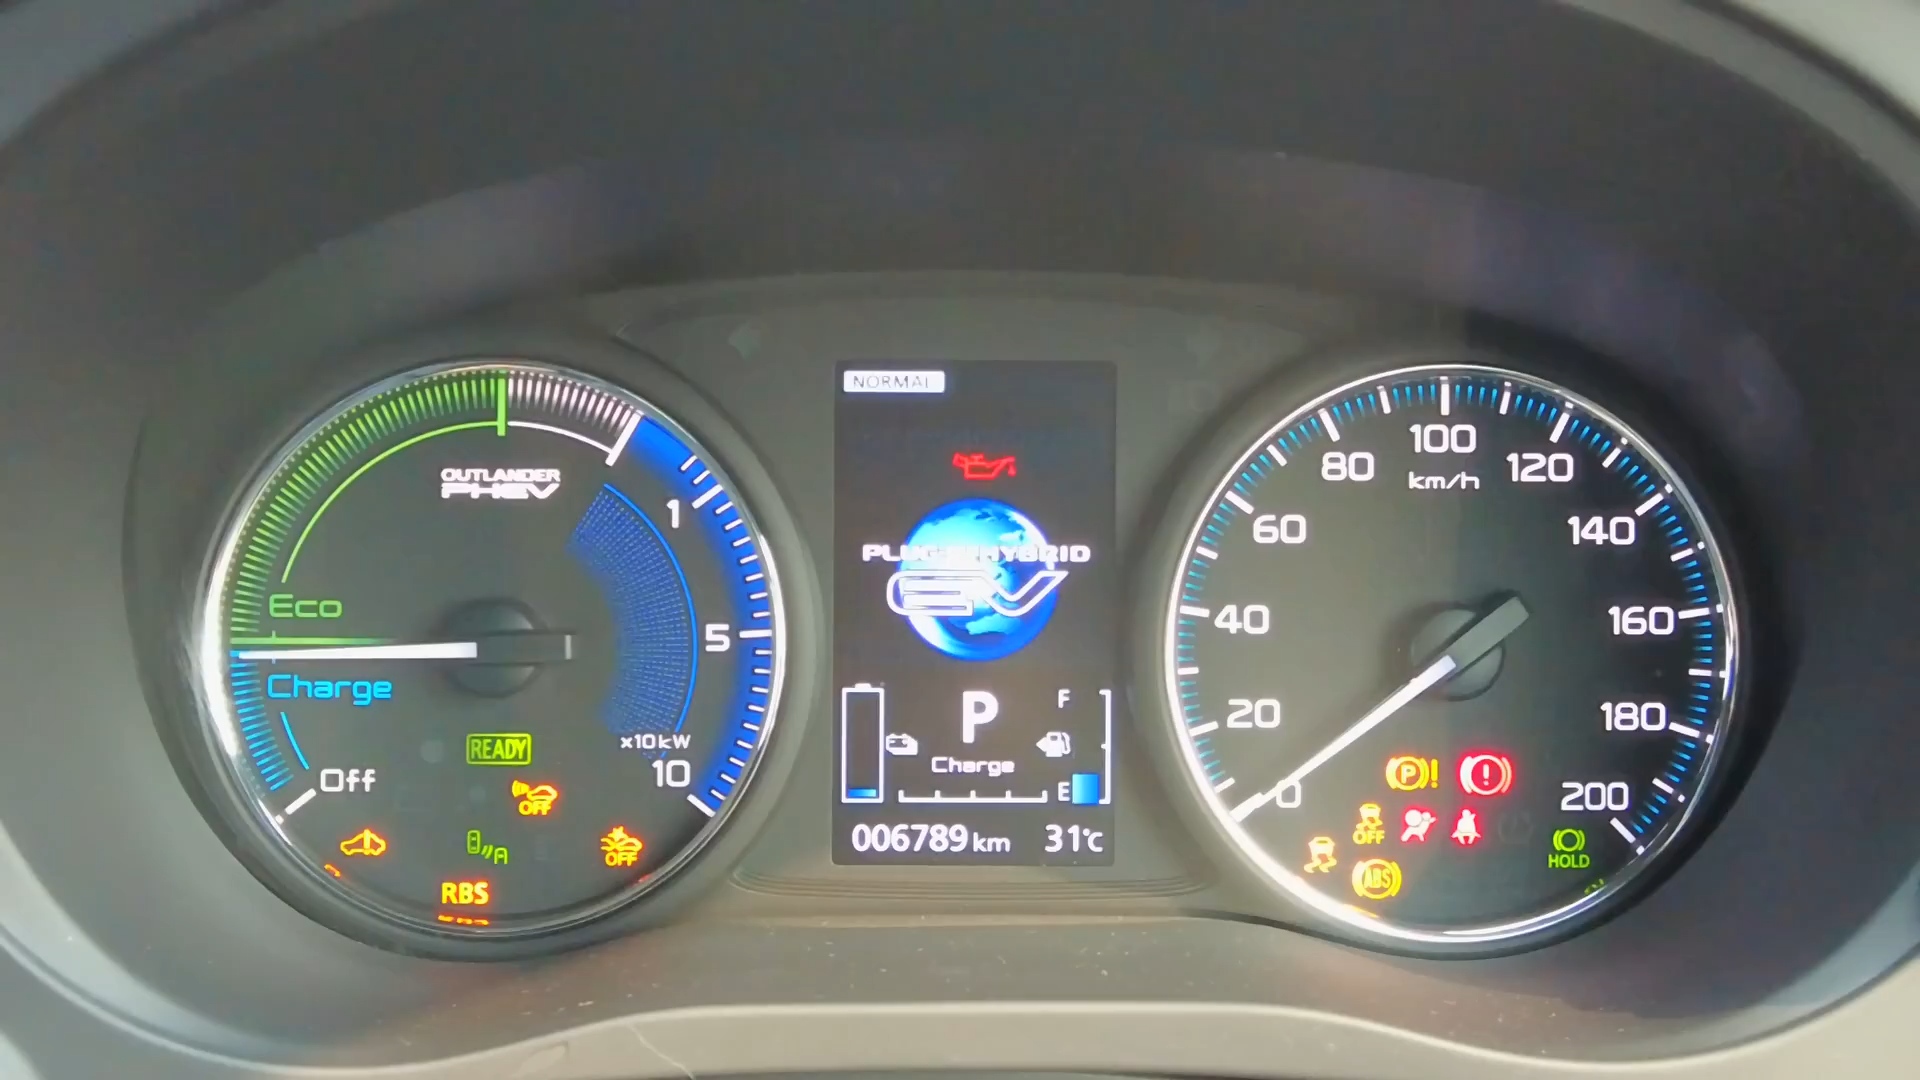 OUTLANDER
PHEV
1
5
x10kW
10
Eco
Charge
Off
READY
OFF
A
OFF
RBS
NORMAL
PLUG-IN HYBRID
EV
P
Charge
F
E
006789 km
31℃
0
20
40
60
80
100
km/h
120
140
160
180
200
P !
!
OFF
ABS
HOLD